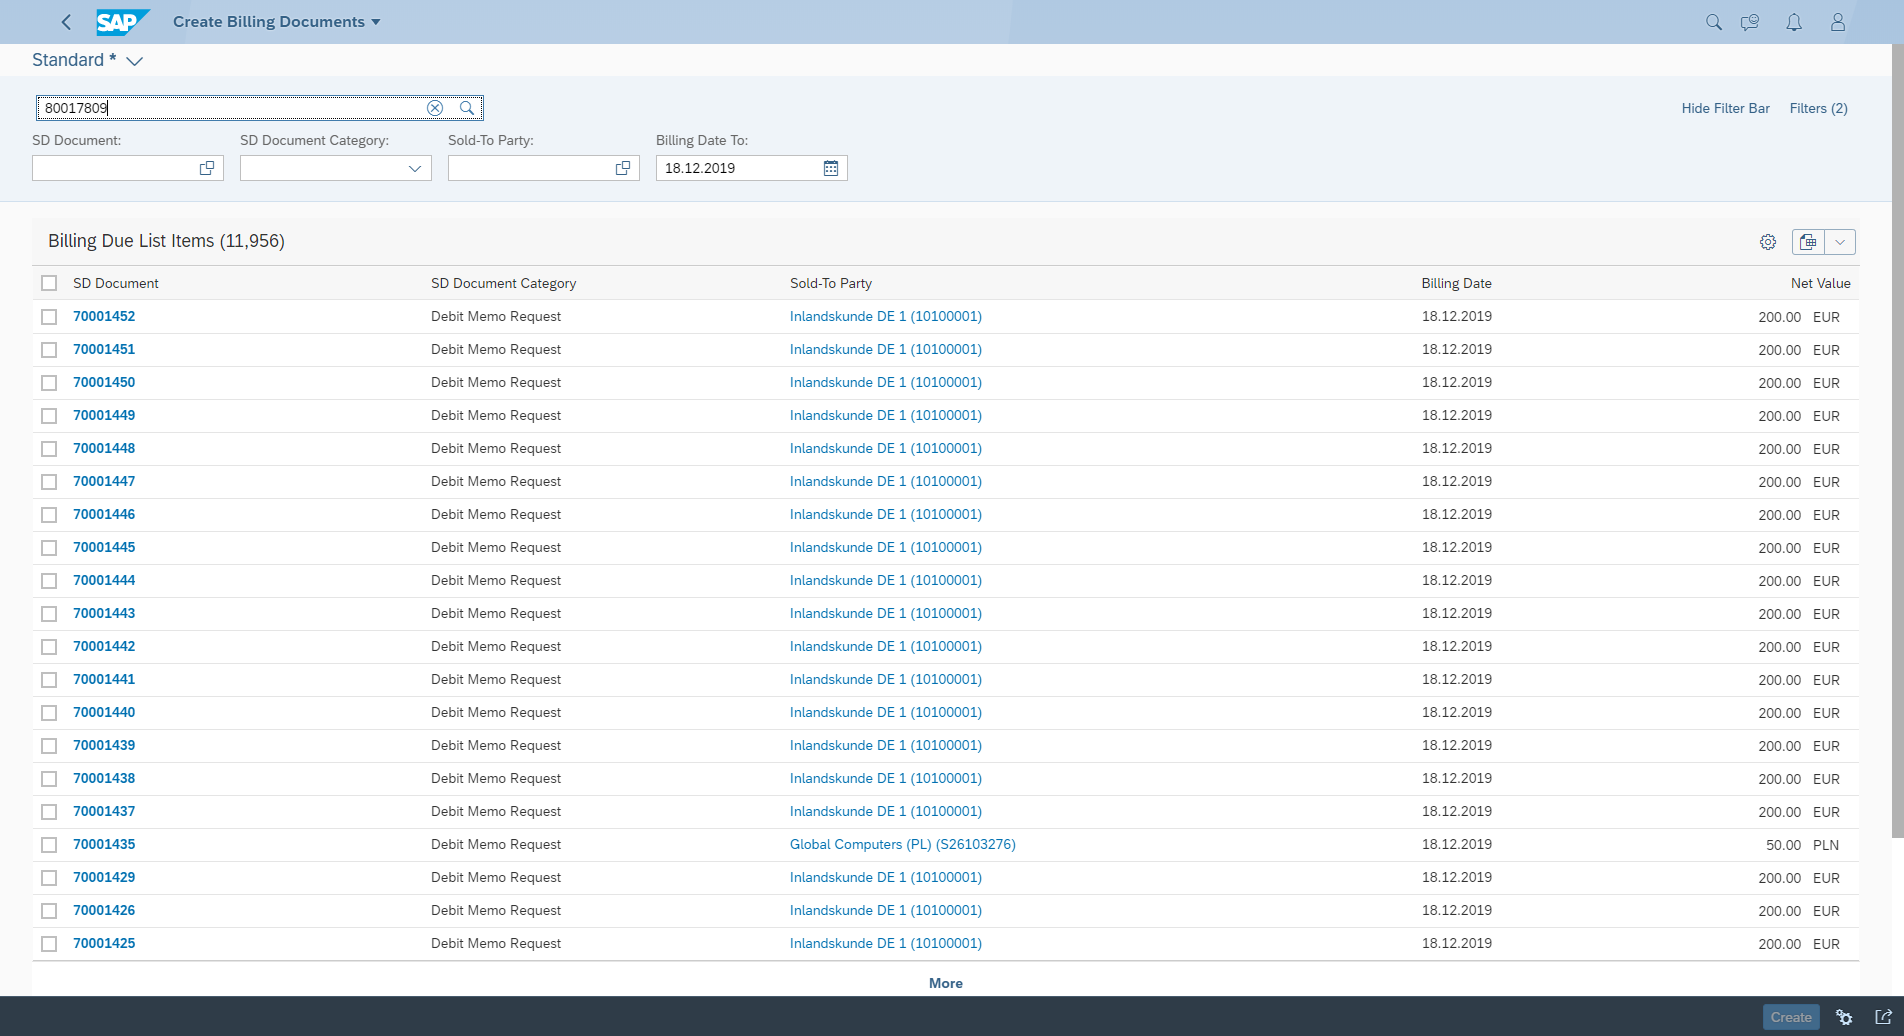 SAP Create Billing Documents
Standard *
80017809
Hide Filter Bar Filters (2)
SD Document: SD Document Category: Sold-To Party: Billing Date To:
18.12.2019
Billing Due List Items (11,956)
SD Document SD Document Category Sold-To Party Billing Date Net Value
70001452 Debit Memo Request Inlandskunde DE 1 (10100001) 18.12.2019 200.00 EUR
70001451 Debit Memo Request Inlandskunde DE 1 (10100001) 18.12.2019 200.00 EUR
70001450 Debit Memo Request Inlandskunde DE 1 (10100001) 18.12.2019 200.00 EUR
70001449 Debit Memo Request Inlandskunde DE 1 (10100001) 18.12.2019 200.00 EUR
70001448 Debit Memo Request Inlandskunde DE 1 (10100001) 18.12.2019 200.00 EUR
70001447 Debit Memo Request Inlandskunde DE 1 (10100001) 18.12.2019 200.00 EUR
70001446 Debit Memo Request Inlandskunde DE 1 (10100001) 18.12.2019 200.00 EUR
70001445 Debit Memo Request Inlandskunde DE 1 (10100001) 18.12.2019 200.00 EUR
70001444 Debit Memo Request Inlandskunde DE 1 (10100001) 18.12.2019 200.00 EUR
70001443 Debit Memo Request Inlandskunde DE 1 (10100001) 18.12.2019 200.00 EUR
70001442 Debit Memo Request Inlandskunde DE 1 (10100001) 18.12.2019 200.00 EUR
70001441 Debit Memo Request Inlandskunde DE 1 (10100001) 18.12.2019 200.00 EUR
70001440 Debit Memo Request Inlandskunde DE 1 (10100001) 18.12.2019 200.00 EUR
70001439 Debit Memo Request Inlandskunde DE 1 (10100001) 18.12.2019 200.00 EUR
70001438 Debit Memo Request Inlandskunde DE 1 (10100001) 18.12.2019 200.00 EUR
70001437 Debit Memo Request Inlandskunde DE 1 (10100001) 18.12.2019 200.00 EUR
70001435 Debit Memo Request Global Computers (PL) (S26103276) 18.12.2019 50.00 PLN
70001429 Debit Memo Request Inlandskunde DE 1 (10100001) 18.12.2019 200.00 EUR
70001426 Debit Memo Request Inlandskunde DE 1 (10100001) 18.12.2019 200.00 EUR
70001425 Debit Memo Request Inlandskunde DE 1 (10100001) 18.12.2019 200.00 EUR
More
Create